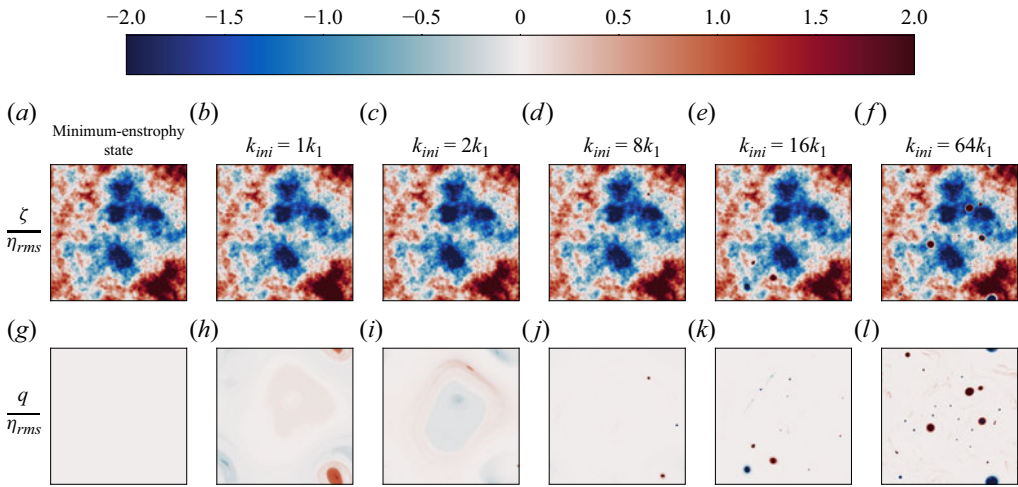 −2.0 −1.5 −1.0 −0.5 0 0.5 1.0 1.5 2.0
(a) (b) (c) (d) (e) (f)
Minimum-enstrophy
state
k_ini = 1k_1 k_ini = 2k_1 k_ini = 8k_1 k_ini = 16k_1 k_ini = 64k_1
ζ
η_rms
(g) (h) (i) (j) (k) (l)
q
η_rms